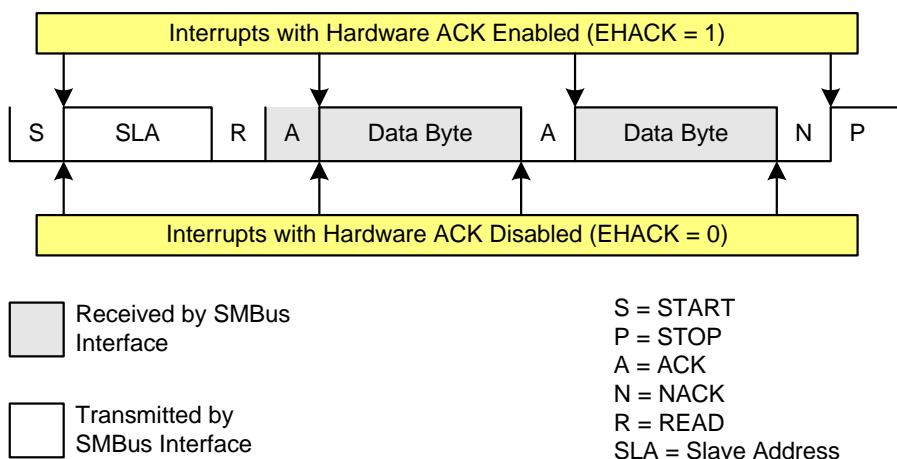 Interrupts with Hardware ACK Enabled (EHACK = 1)
S SLA R A Data Byte A Data Byte N P
Interrupts with Hardware ACK Disabled (EHACK = 0)
Received by SMBus
Interface
Transmitted by
SMBus Interface
S = START
P = STOP
A = ACK
N = NACK
R = READ
SLA = Slave Address